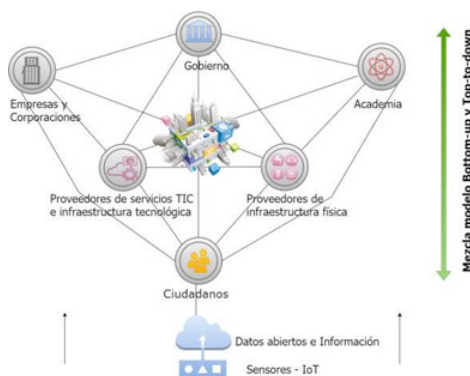 Gobierno
Empresas y
Corporaciones
Academia
Proveedores de servicios TIC
e infraestructura tecnológica
Proveedores de
infraestructura física
Ciudadanos
Datos abiertos e Información
Sensores - IoT
Mezcla modelo Bottom-up y Top-to-down